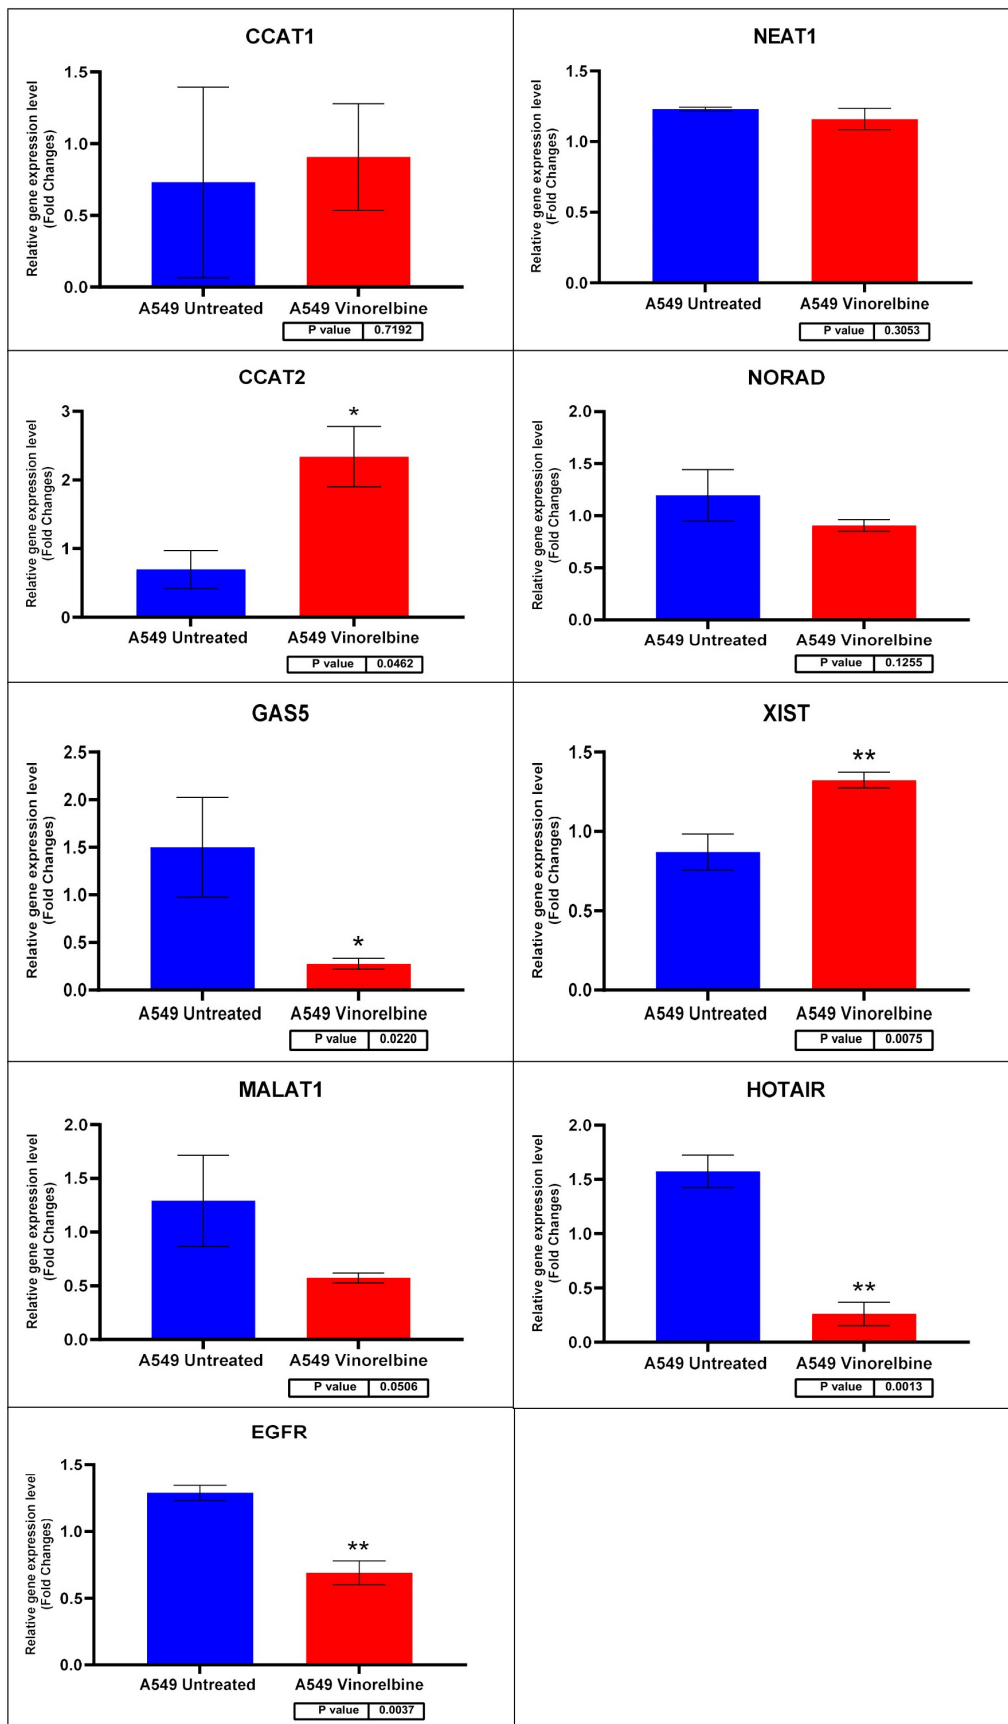 CCAT1
Relative gene expression level
(Fold Changes)
1.5
1.0
0.5
0.0
A549 Untreated A549 Vinorelbine
P value 0.7192
NEAT1
Relative gene expression level
(Fold Changes)
1.5
1.0
0.5
0.0
A549 Untreated A549 Vinorelbine
P value 0.3053
CCAT2
Relative gene expression level
(Fold Changes)
3
2
1
0
*
A549 Untreated A549 Vinorelbine
P value 0.0462
NORAD
Relative gene expression level
(Fold Changes)
2.0
1.5
1.0
0.5
0.0
A549 Untreated A549 Vinorelbine
P value 0.1255
GAS5
Relative gene expression level
(Fold Changes)
2.5
2.0
1.5
1.0
0.5
0.0
*
A549 Untreated A549 Vinorelbine
P value 0.0220
XIST
Relative gene expression level
(Fold Changes)
1.5
1.0
0.5
0.0
**
A549 Untreated A549 Vinorelbine
P value 0.0075
MALAT1
Relative gene expression level
(Fold Changes)
2.0
1.5
1.0
0.5
0.0
A549 Untreated A549 Vinorelbine
P value 0.0506
HOTAIR
Relative gene expression level
(Fold Changes)
2.0
1.5
1.0
0.5
0.0
**
A549 Untreated A549 Vinorelbine
P value 0.0013
EGFR
Relative gene expression level
(Fold Changes)
1.5
1.0
0.5
0.0
**
A549 Untreated A549 Vinorelbine
P value 0.0037